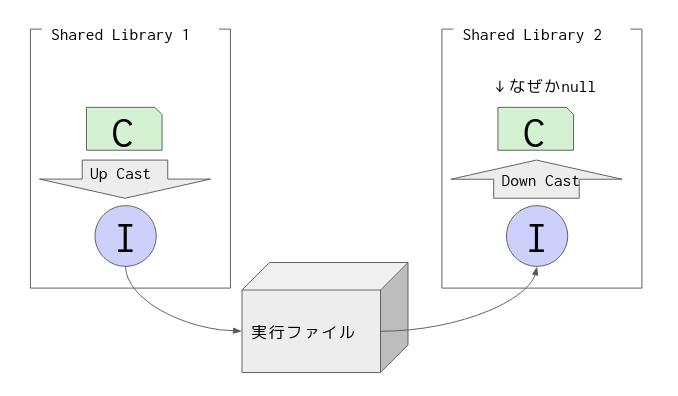 Shared Library 1
C
Up Cast
I
実行ファイル
Shared Library 2
↓なぜかnull
C
Down Cast
I